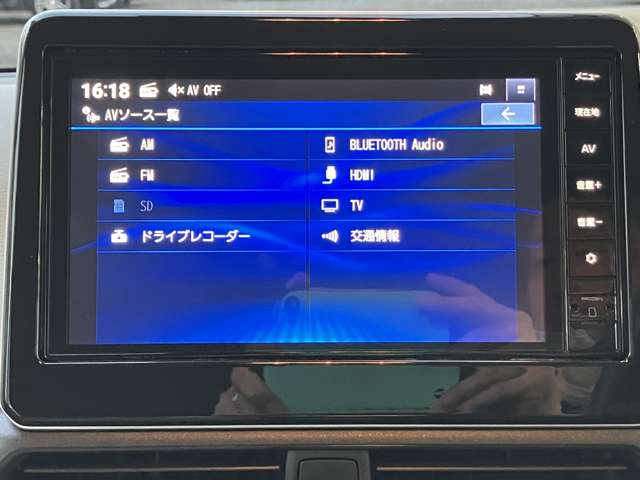 16:18 AV OFF
AVソース一覧
AM
FM
SD
ドライブレコーダー
BLUETOOTH Audio
HDMI
TV
交通情報
メニュー
現在地
AV
音量+
音量-